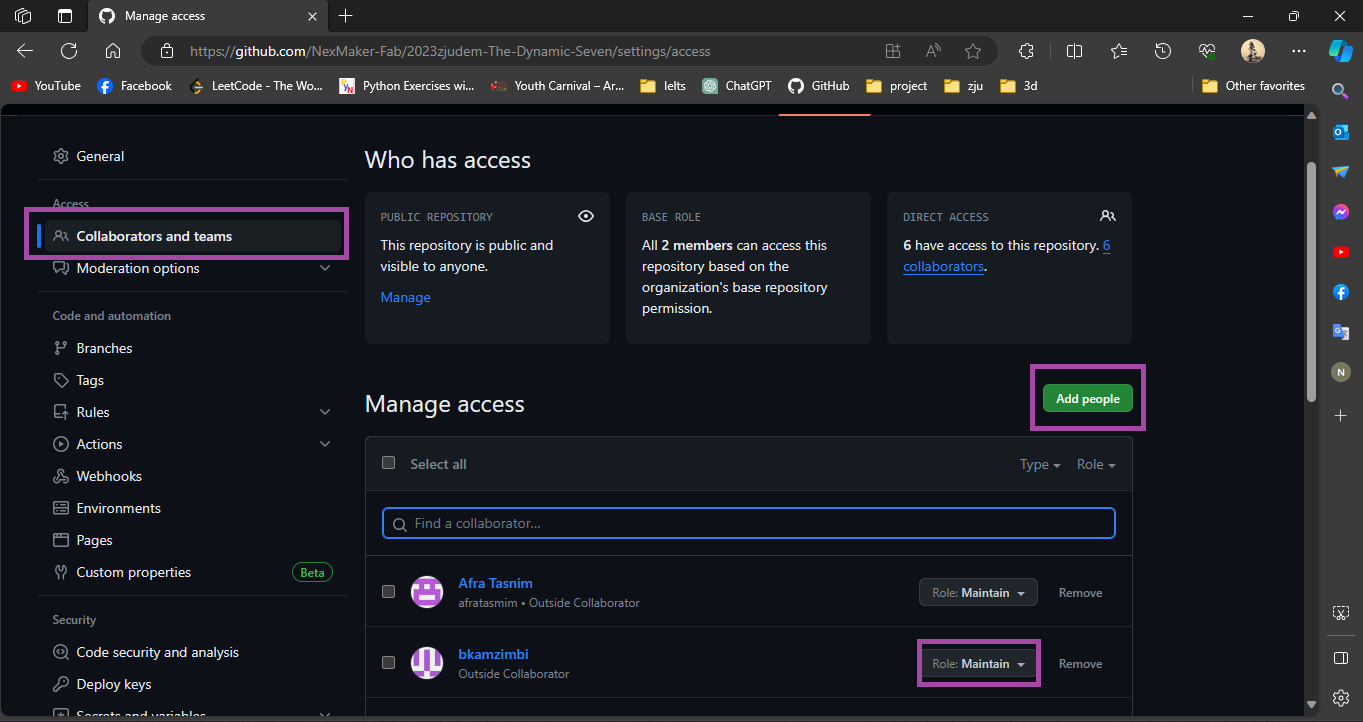 Manage access
https://github.com/NexMaker-Fab/2023zjudem-The-Dynamic-Seven/settings/access
YouTube Facebook LeetCode - The Wo... Python Exercises wi... Youth Carnival – Ar... Ielts ChatGPT GitHub project zju 3d Other favorites
General
Access
Collaborators and teams
Moderation options
Code and automation
Branches
Tags
Rules
Actions
Webhooks
Environments
Pages
Custom properties Beta
Security
Code security and analysis
Deploy keys
Secrets and variables
Who has access
PUBLIC REPOSITORY
This repository is public and
visible to anyone.
Manage
BASE ROLE
All 2 members can access this
repository based on the
organization's base repository
permission.
DIRECT ACCESS
6 have access to this repository. 6
collaborators.
Manage access
Add people
Select all Type Role
Find a collaborator...
Afra Tasnim
afratasmim • Outside Collaborator
Role: Maintain Remove
bkamzimbi
Outside Collaborator
Role: Maintain Remove
N